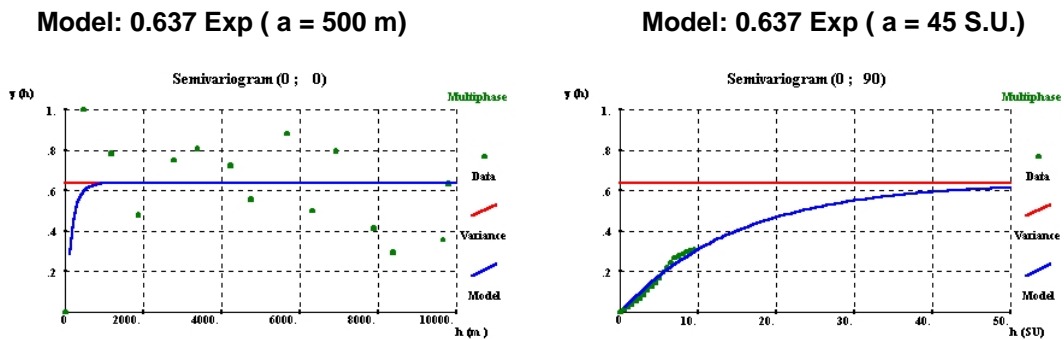 Model: 0.637 Exp ( a = 500 m)
Semivariogram (0 ; 0)
γ (h)
Multiphase
1.
.8
.6
.4
.2
0
2000.
4000.
6000.
8000.
10000.
h (m )
Data
Variance
Model
Model: 0.637 Exp ( a = 45 S.U.)
Semivariogram (0 ; 90)
γ (h)
Multiphase
1.
.8
.6
.4
.2
0
10.
20.
30.
40.
50.
h (SU)
Data
Variance
Model